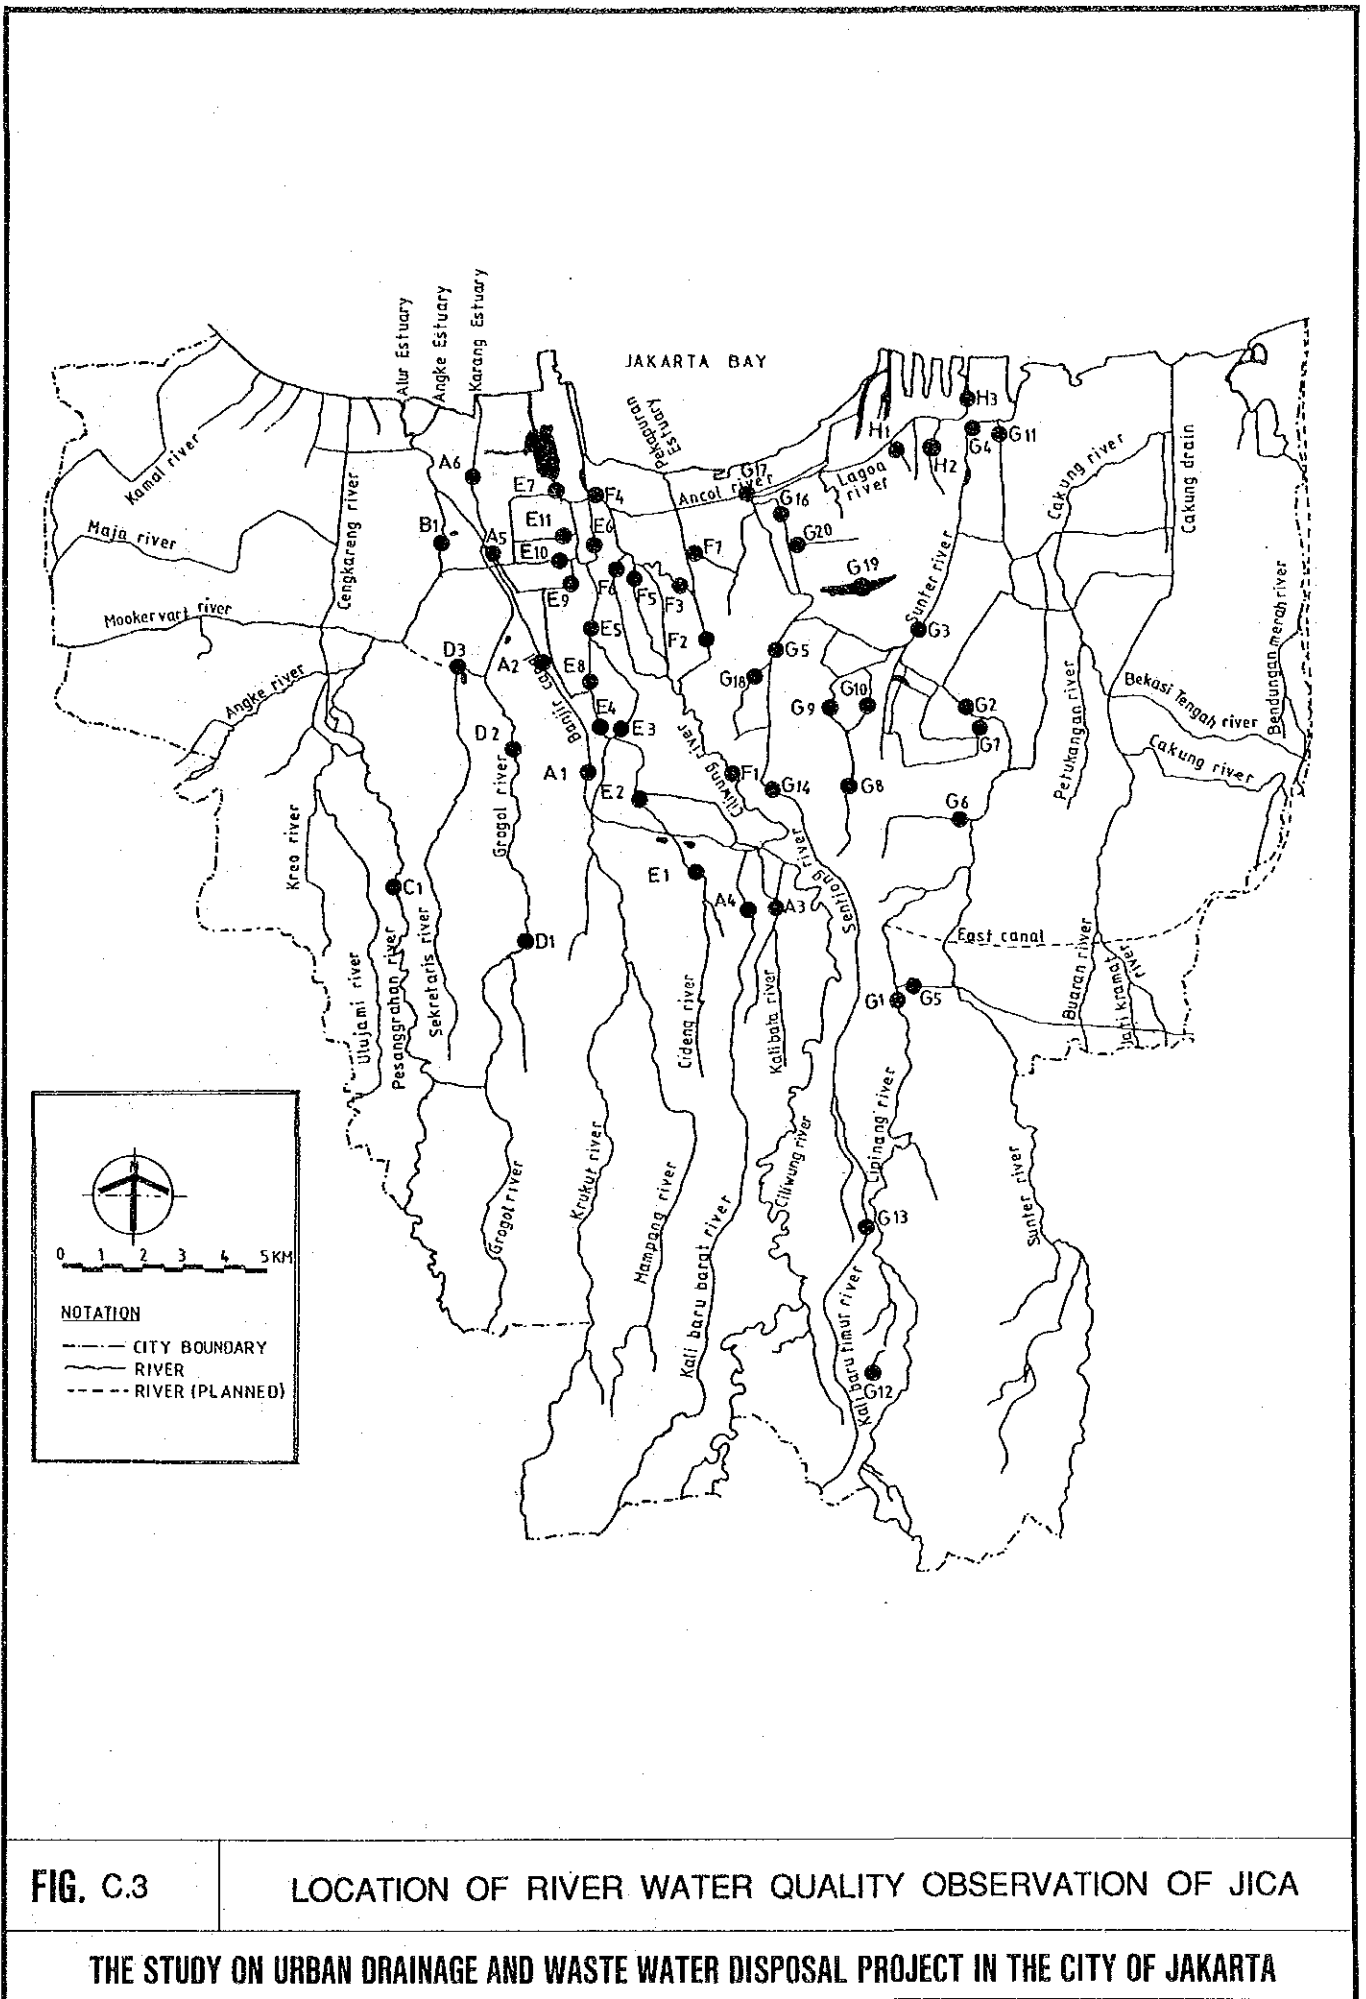 Alur Estuary
Angke Estuary
Karang Estuary
JAKARTA BAY
Pekapuran
Estuary
Kamal river
Maja river
Mookervart river
Angke river
Cengkareng river
A6
B1
A5
E7
E11
E10
E9
F4
E6
F6
F5
F3
F7
F2
E5
E8
E4
E3
E2
E1
Ancol river
G17
G16
G20
G19
Lagoa
river
H1
H2
H3
G4
G11
Cakung river
Cakung drain
Sunter river
G3
G5
G18
G9
G10
G2
G7
G8
G6
G14
F1
Petukangan river
Bekasi Tengah river
Cakung river
Bendungan merah river
D3
A2
Banjir canal
D2
A1
Grogol river
Ciliwung river
Sentiong river
Kreo river
C1
D1
A4
A3
East canal
G1
G5
Ulujami river
Pesanggrahan river
Sekretaris river
Cideng river
Kalibata river
Buaran river
Jati kramat
river
Cipinang river
Ciliwung river
Sunter river
Grogol river
Krukut river
Mampang river
Kali baru barat river
Kali baru timur river
G13
G12
N
0 1 2 3 4 5 KM
NOTATION
CITY BOUNDARY
RIVER
RIVER (PLANNED)
FIG. C.3
LOCATION OF RIVER WATER QUALITY OBSERVATION OF JICA
THE STUDY ON URBAN DRAINAGE AND WASTE WATER DISPOSAL PROJECT IN THE CITY OF JAKARTA